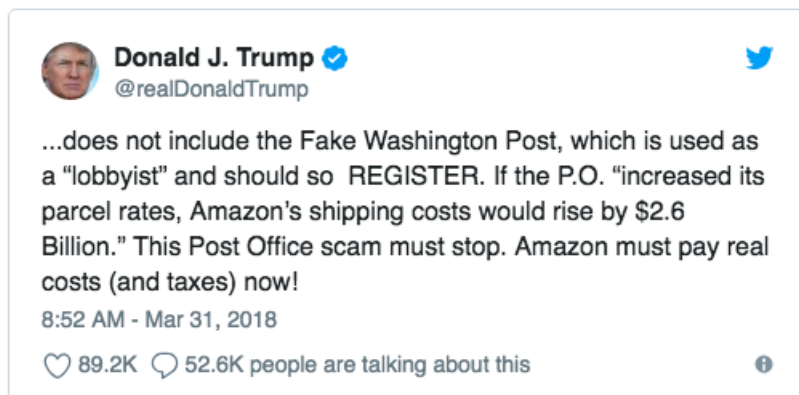 Donald J. Trump
@realDonaldTrump
...does not include the Fake Washington Post, which is used as
a “lobbyist” and should so  REGISTER. If the P.O. “increased its
parcel rates, Amazon’s shipping costs would rise by $2.6
Billion.” This Post Office scam must stop. Amazon must pay real
costs (and taxes) now!
8:52 AM - Mar 31, 2018
89.2K 52.6K people are talking about this